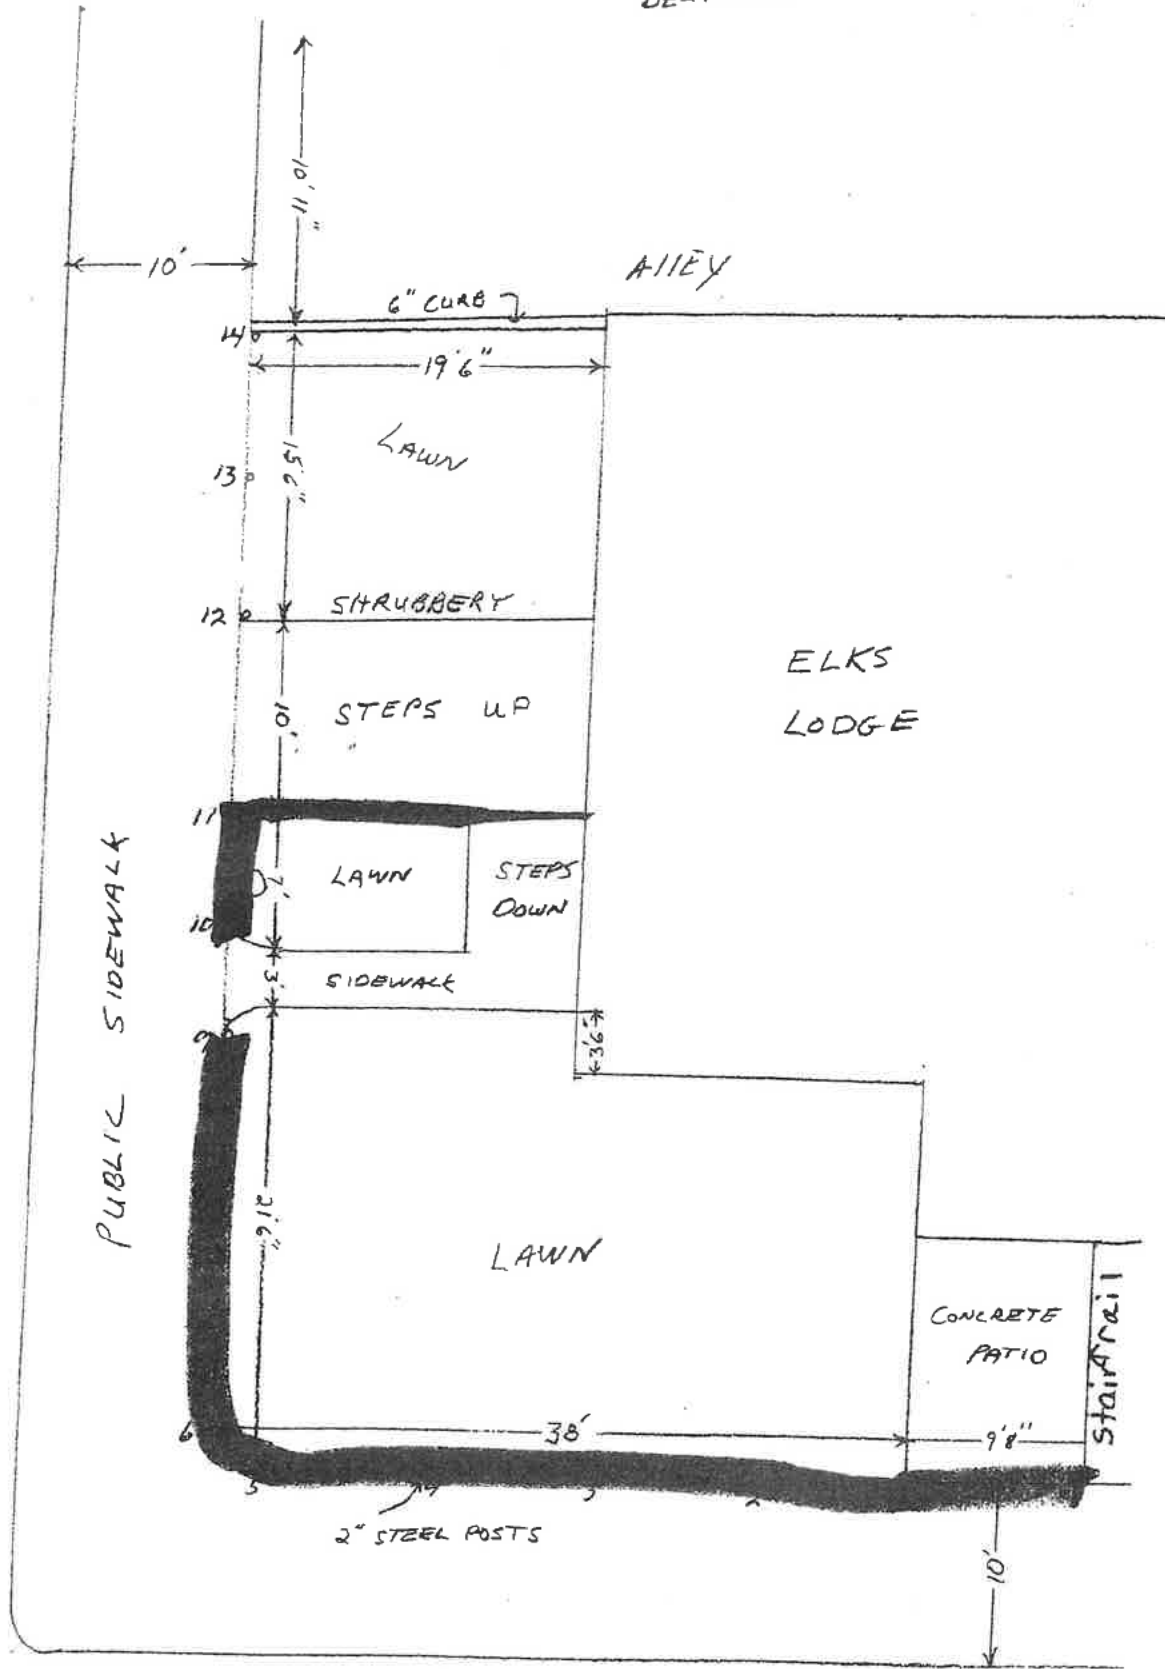 10' 11"
10'
AllEY
6" CURB
14
19'6"
LAWN
13
15'6"
12
SHRUBBERY
ELKS
LODGE
10'
STEPS UP
11
7'
LAWN
STEPS
DOWN
10
3'
SIDEWALK
9
3'6"
PUBLIC SIDEWALK
21'6"
LAWN
CONCRETE
PATIO
Stair rail
6
38'
9'8"
5
2" STEEL POSTS
10'